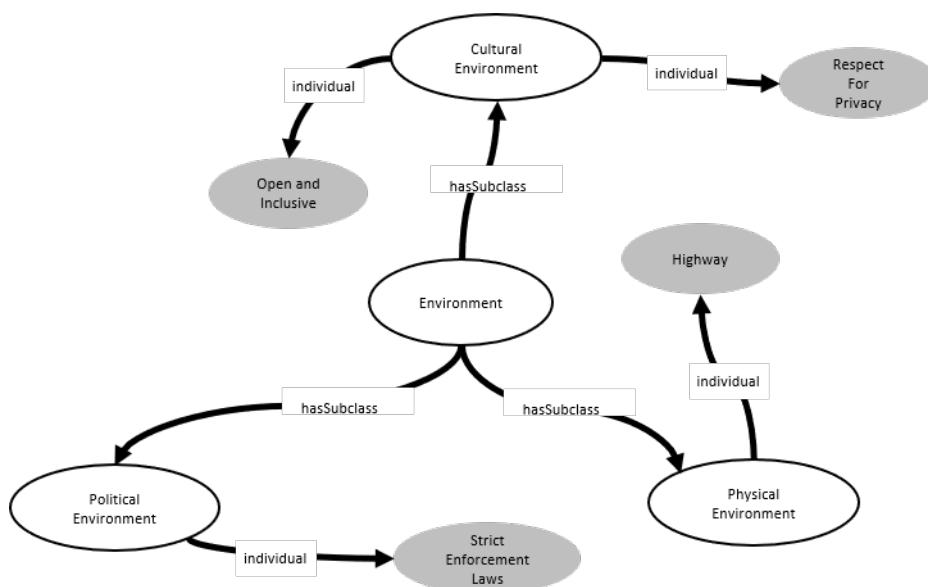 Cultural
Environment
individual
individual
Respect
For
Privacy
Open and
Inclusive
hasSubclass
Highway
Environment
individual
hasSubclass
hasSubclass
Political
Environment
Physical
Environment
individual
Strict
Enforcement
Laws